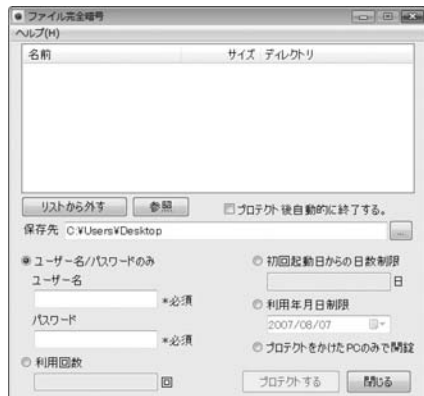 ファイル完全暗号
ヘルプ(H)
名前 サイズ ディレクトリ
リストから外す 参照 プロテクト後自動的に終了する。
保存先 C:¥Users¥Desktop ...
ユーザー名/パスワードのみ
ユーザー名
*必須
パスワード
*必須
利用回数
回
初回起動日からの日数制限
日
利用年月日制限
2007/08/07
プロテクトをかけたPCのみで開錠
プロテクトする 閉じる